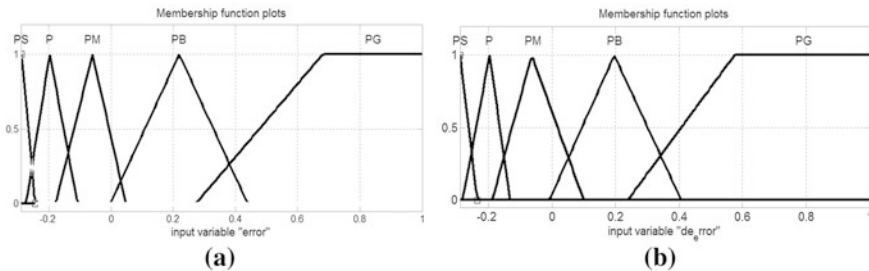 Membership function plots
PS P PM PB PG
1
0.5
0
-0.2 0 0.2 0.4 0.6 0.8 1
input variable "error"
(a)
Membership function plots
PS P PM PB PG
1
0.5
0
-0.2 0 0.2 0.4 0.6 0.8 1
input variable "de_error"
(b)